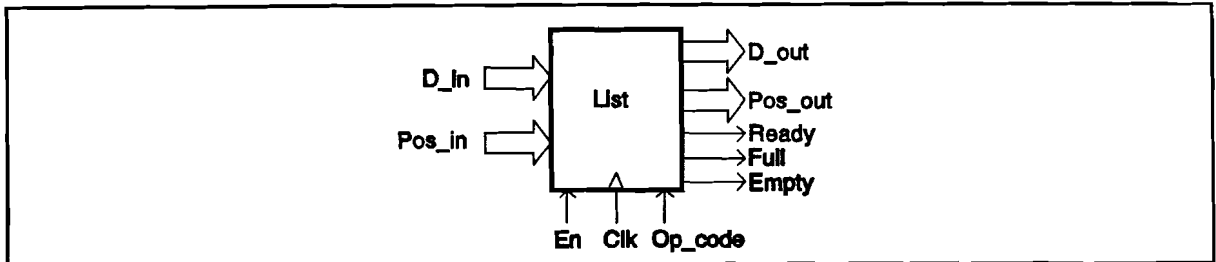 D_in
Pos_in
List
D_out
Pos_out
Ready
Full
Empty
En Clk Op_code